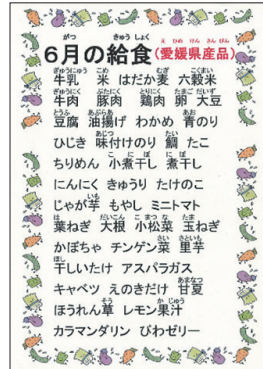 ６月の給食(愛媛県産品)
牛乳 米 はだか麦 六穀米
牛肉 豚肉 鶏肉 卵 大豆
豆腐 油揚げ わかめ 青のり
ひじき 味付けのり 鯛 たこ
ちりめん 小煮干し 煮干し
にんにく きゅうり たけのこ
じゃが芋 もやし ミニトマト
葉ねぎ 大根 小松菜 玉ねぎ
かぼちゃ チンゲン菜 里芋
干しいたけ アスパラガス
キャベツ えのきだけ 甘夏
ほうれん草 レモン果汁
カラマンダリン びわゼリー